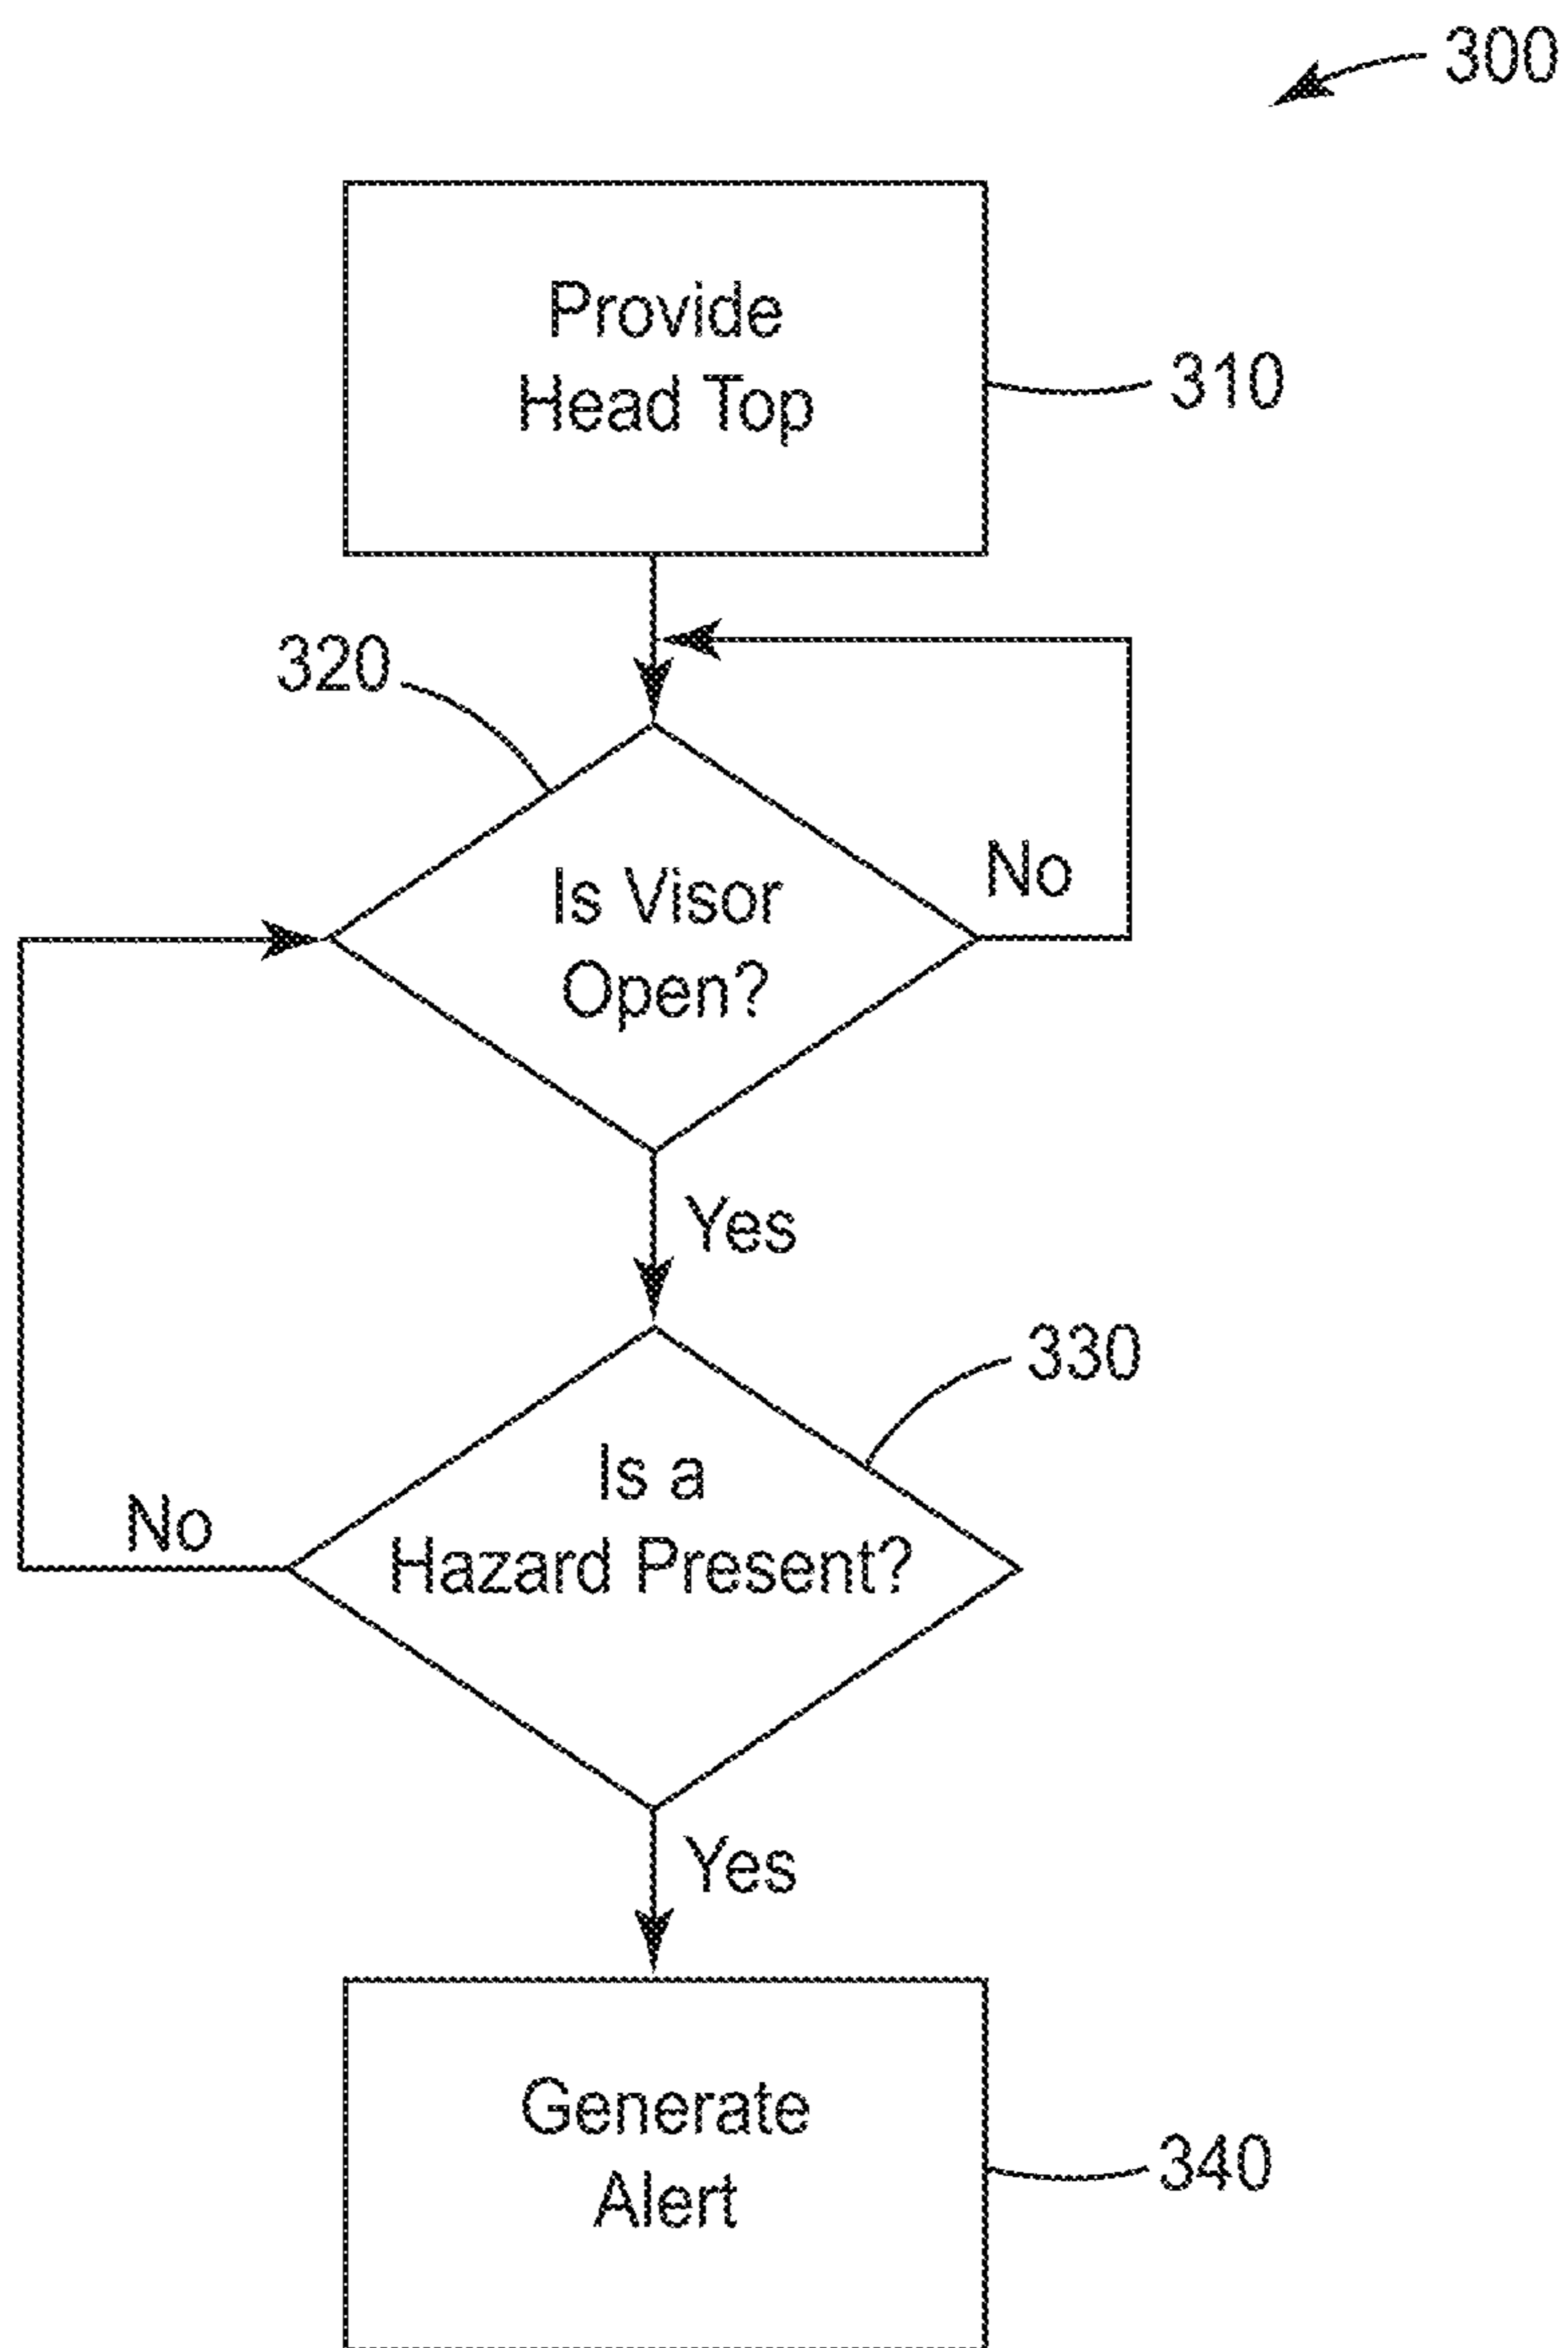 300
Provide
Head Top
310
320
Is Visor
Open?
No
Yes
330
Is a
Hazard Present?
No
Yes
Generate
Alert
340